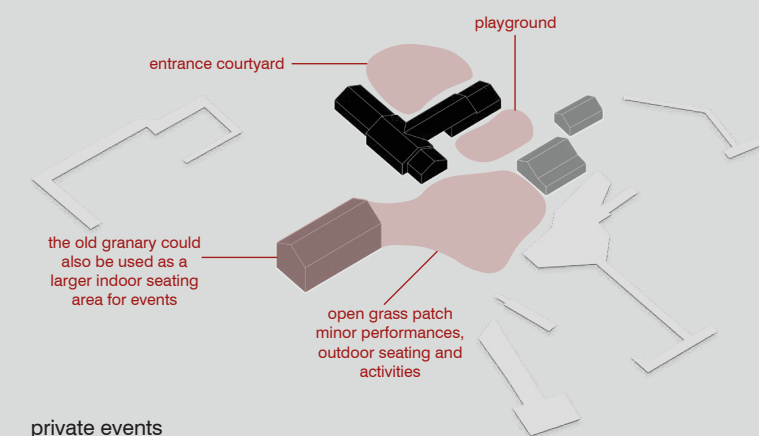 playground
entrance courtyard
the old granary could
also be used as a
larger indoor seating
area for events
open grass patch
minor performances,
outdoor seating and
activities
private events